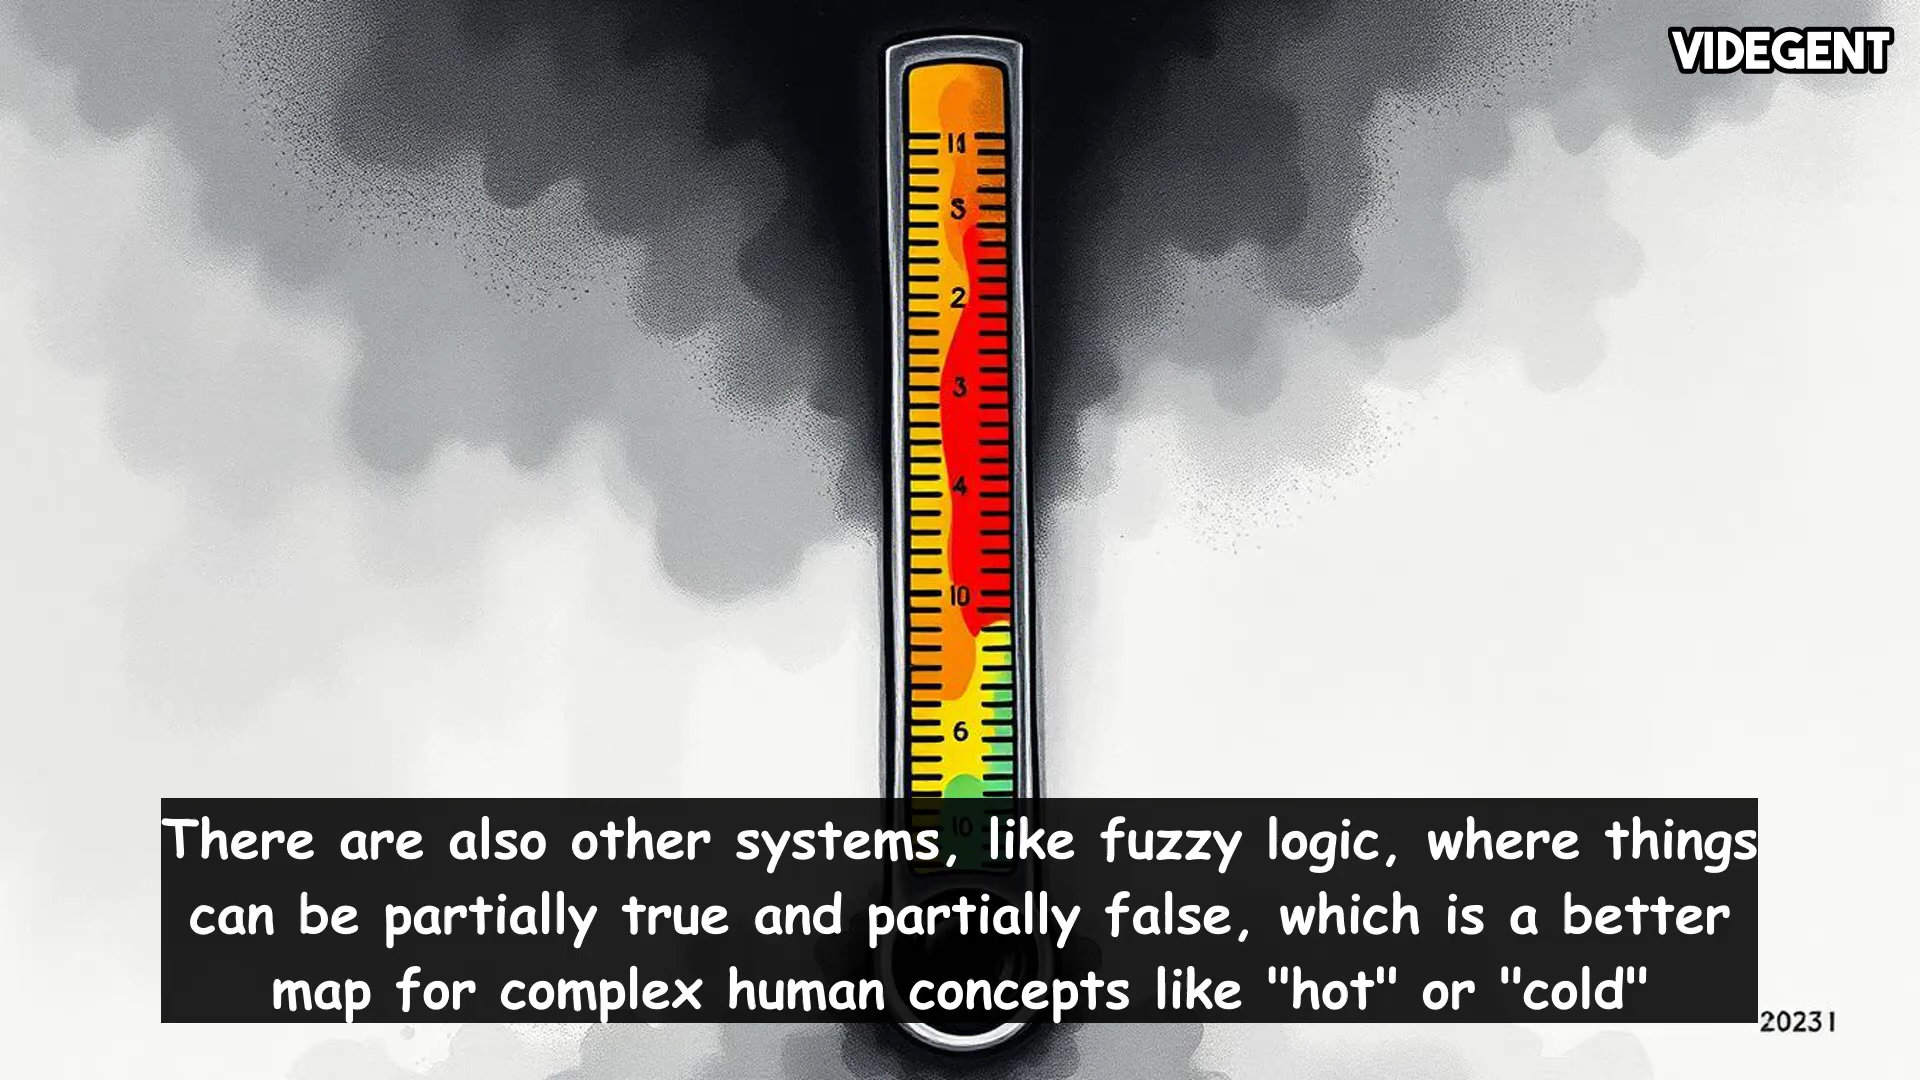 VIDEGENT
2
3
4
10
6
10
There are also other systems, like fuzzy logic, where things
can be partially true and partially false, which is a better
map for complex human concepts like "hot" or "cold"
20231